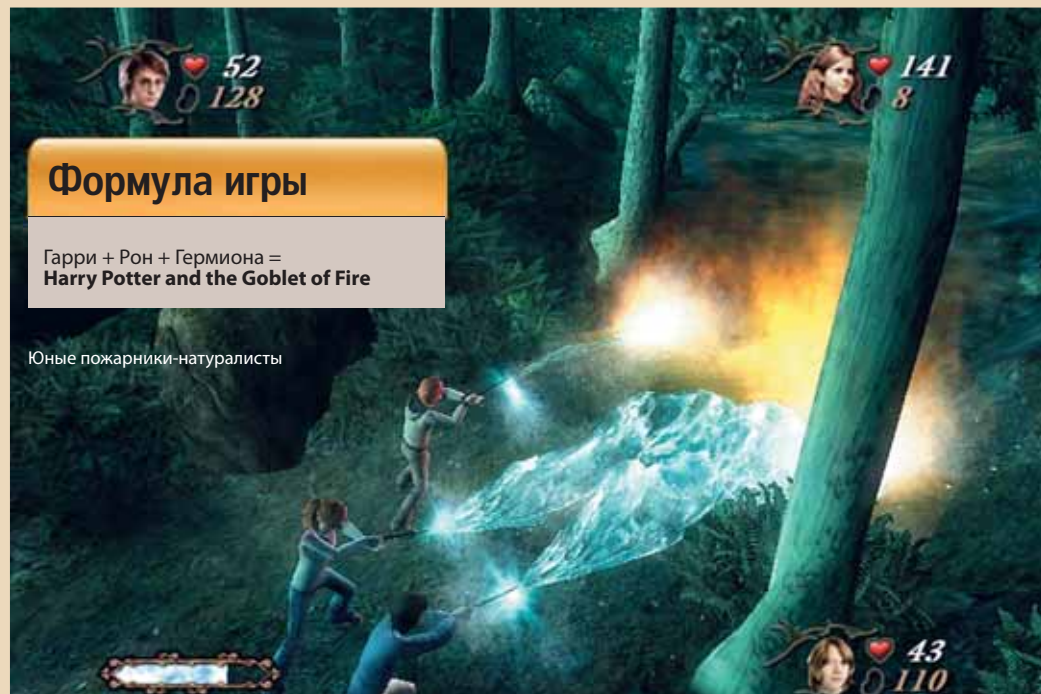 52
128
141
8
Формула игры
Гарри + Рон + Гермиона =
Harry Potter and the Goblet of Fire
Юные пожарники-натуралисты
43
110